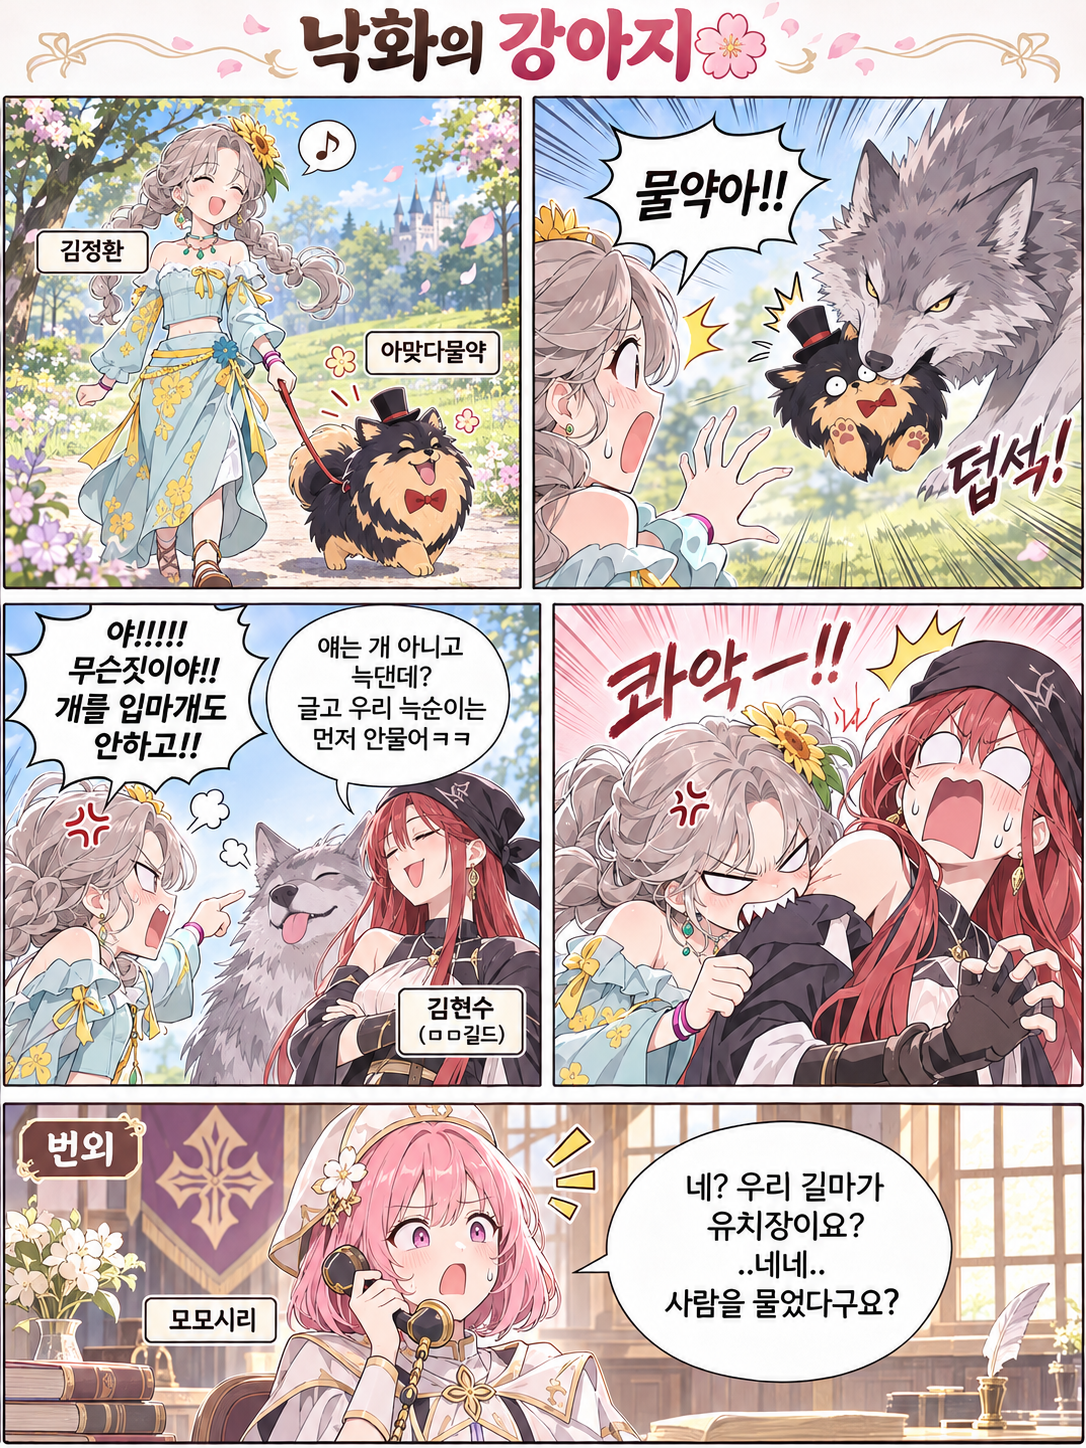 낙화의 강아지
김정환
아맞다물약
물약아!!
덥석!
야!!!!!
무슨짓이야!!
개를 입마개도
안하고!!
얘는 개 아니고
늑댄데?
글고 우리 늑순이는
먼저 안물어ㅋㅋ
김현수
(ㅁㅁ길드)
콰악ー!!
번외
모모시리
네? 우리 길마가
유치장이요?
..네네..
사람을 물었다구요?